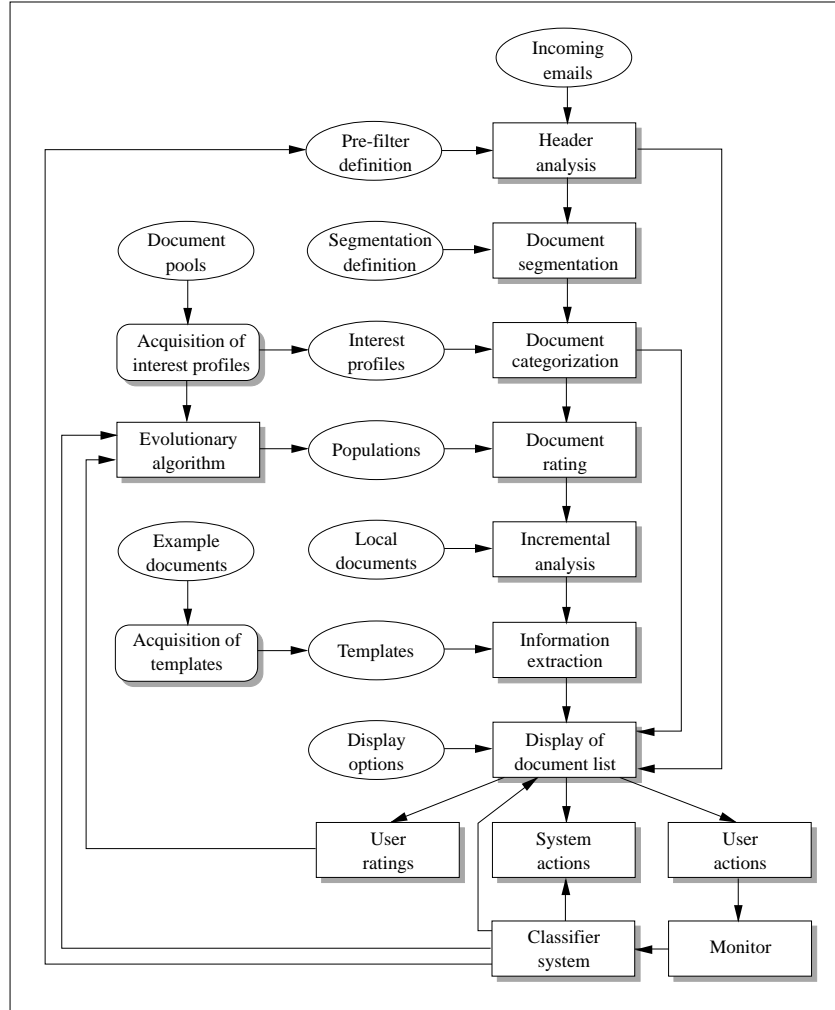 Incoming
emails
Pre-filter
definition
Header
analysis
Document
pools
Segmentation
definition
Document
segmentation
Acquisition of
interest profiles
Interest
profiles
Document
categorization
Evolutionary
algorithm
Populations
Document
rating
Example
documents
Local
documents
Incremental
analysis
Acquisition of
templates
Templates
Information
extraction
Display
options
Display of
document list
User
ratings
System
actions
User
actions
Classifier
system
Monitor